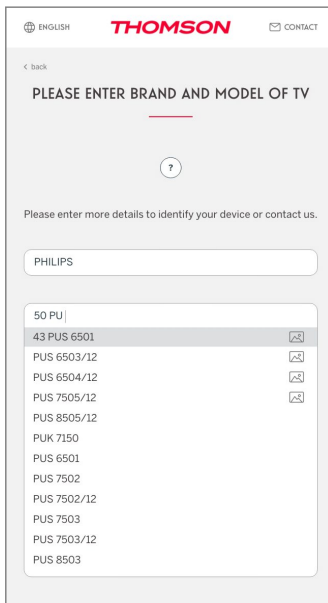 ENGLISH THOMSON CONTACT
< back
PLEASE ENTER BRAND AND MODEL OF TV
?
Please enter more details to identify your device or contact us.
PHILIPS
50 PU
43 PUS 6501
PUS 6503/12
PUS 6504/12
PUS 7505/12
PUS 8505/12
PUK 7150
PUS 6501
PUS 7502
PUS 7502/12
PUS 7503
PUS 7503/12
PUS 8503